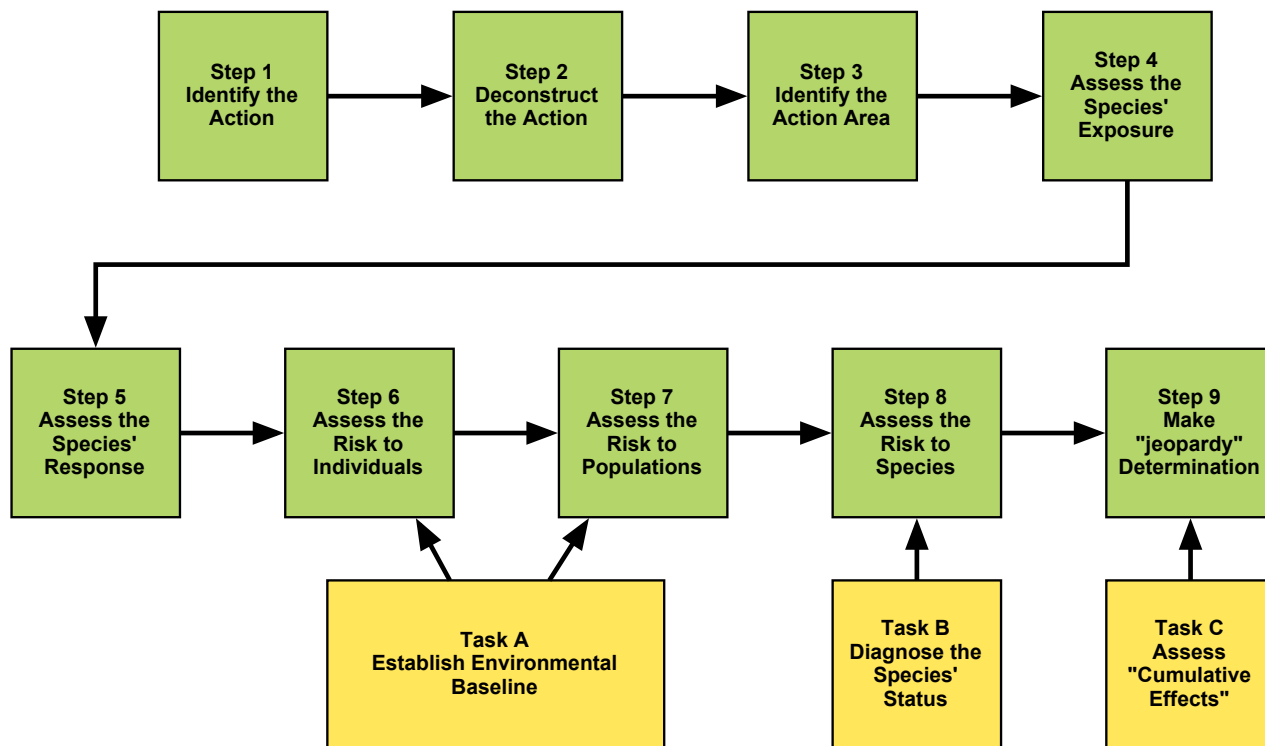 Step 1
Identify the
Action
Step 2
Deconstruct
the Action
Step 3
Identify the
Action Area
Step 4
Assess the
Species'
Exposure
Step 5
Assess the
Species'
Response
Step 6
Assess the
Risk to
Individuals
Step 7
Assess the
Risk to
Populations
Step 8
Assess the
Risk to
Species
Step 9
Make
"jeopardy"
Determination
Task A
Establish Environmental
Baseline
Task B
Diagnose the
Species'
Status
Task C
Assess
"Cumulative
Effects"